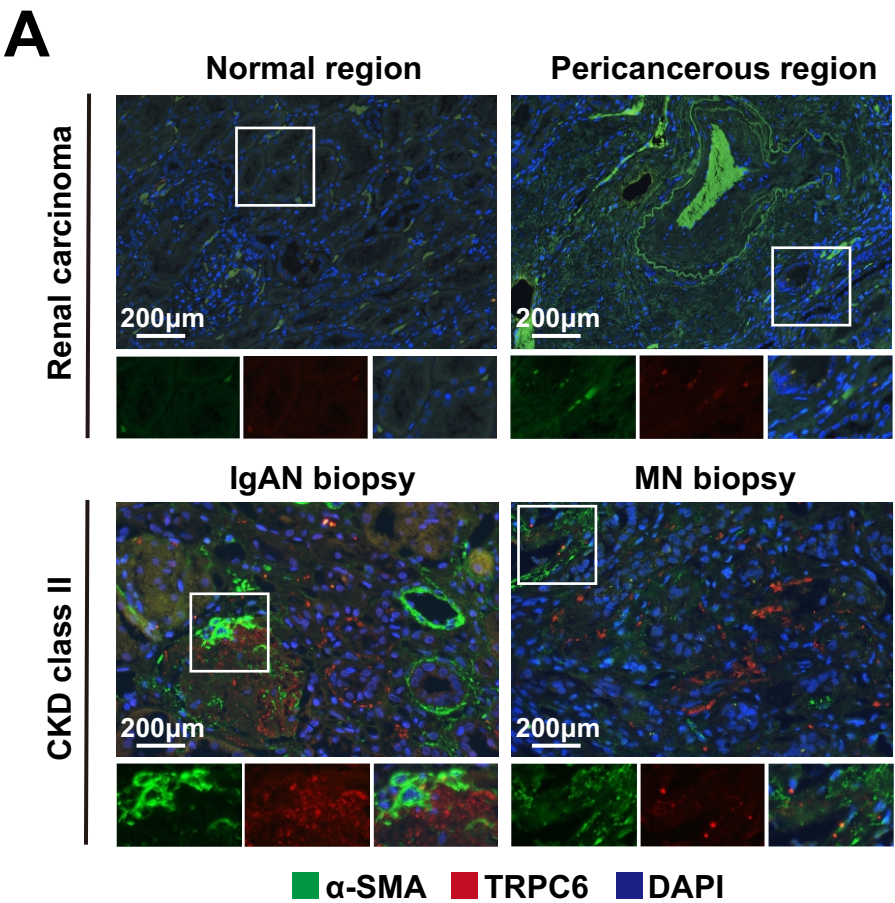 A
Normal region
Pericancerous region
Renal carcinoma
200μm
200μm
IgAN biopsy
MN biopsy
CKD class II
200μm
200μm
α-SMA
TRPC6
DAPI